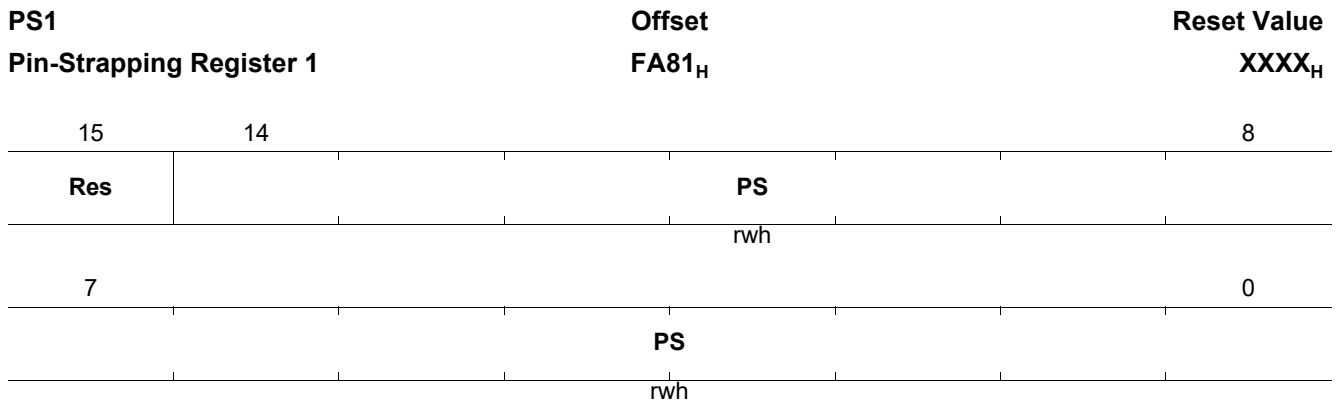 PS1 Offset Reset Value
Pin-Strapping Register 1 FA81H XXXXH
15 14 8
Res PS
rwh
7 0
PS
rwh